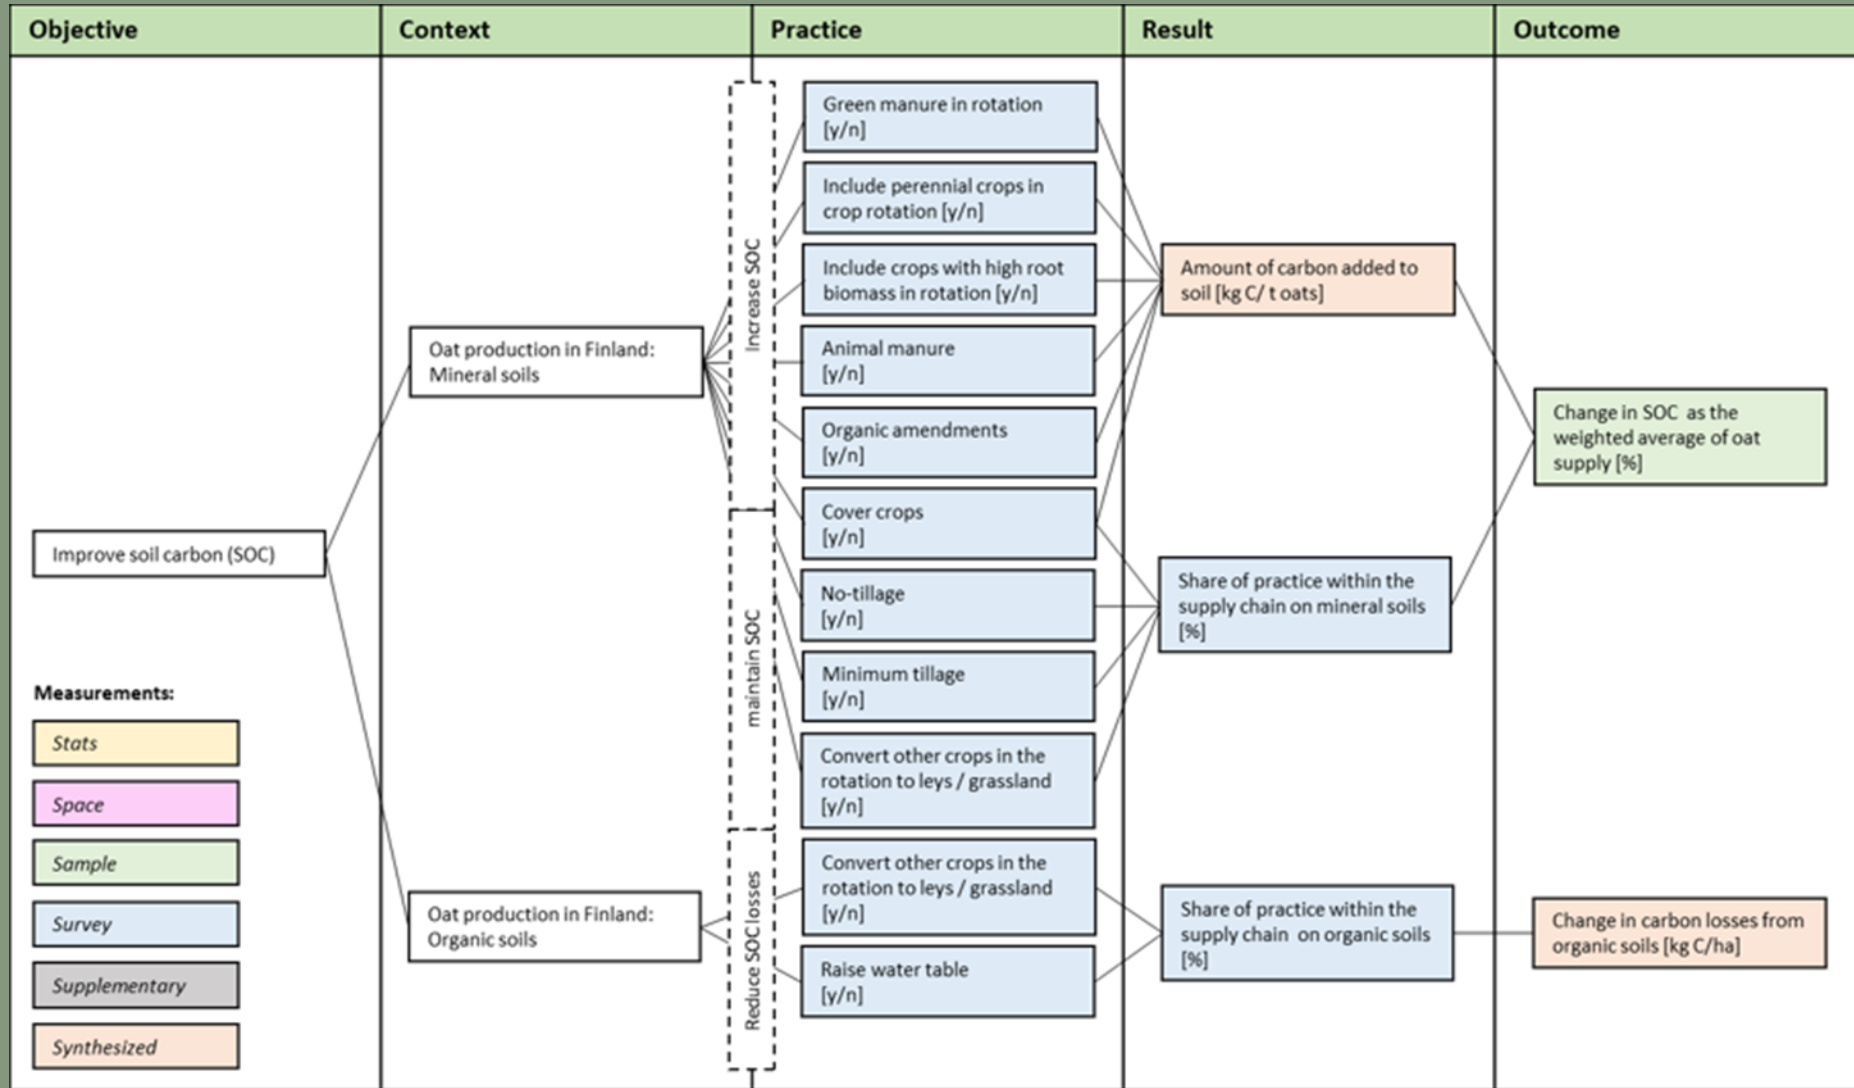 Objective
Context
Practice
Result
Outcome
Improve soil carbon (SOC)
Measurements:
Stats
Space
Sample
Survey
Supplementary
Synthesized
Oat production in Finland:
Mineral soils
Oat production in Finland:
Organic soils
Increase SOC
maintain SOC
Reduce SOC losses
Green manure in rotation
[y/n]
Include perennial crops in
crop rotation [y/n]
Include crops with high root
biomass in rotation [y/n]
Animal manure
[y/n]
Organic amendments
[y/n]
Cover crops
[y/n]
No-tillage
[y/n]
Minimum tillage
[y/n]
Convert other crops in the
rotation to leys / grassland
[y/n]
Convert other crops in the
rotation to leys / grassland
[y/n]
Raise water table
[y/n]
Amount of carbon added to
soil [kg C/ t oats]
Share of practice within the
supply chain on mineral soils
[%]
Share of practice within the
supply chain on organic soils
[%]
Change in SOC as the
weighted average of oat
supply [%]
Change in carbon losses from
organic soils [kg C/ha]